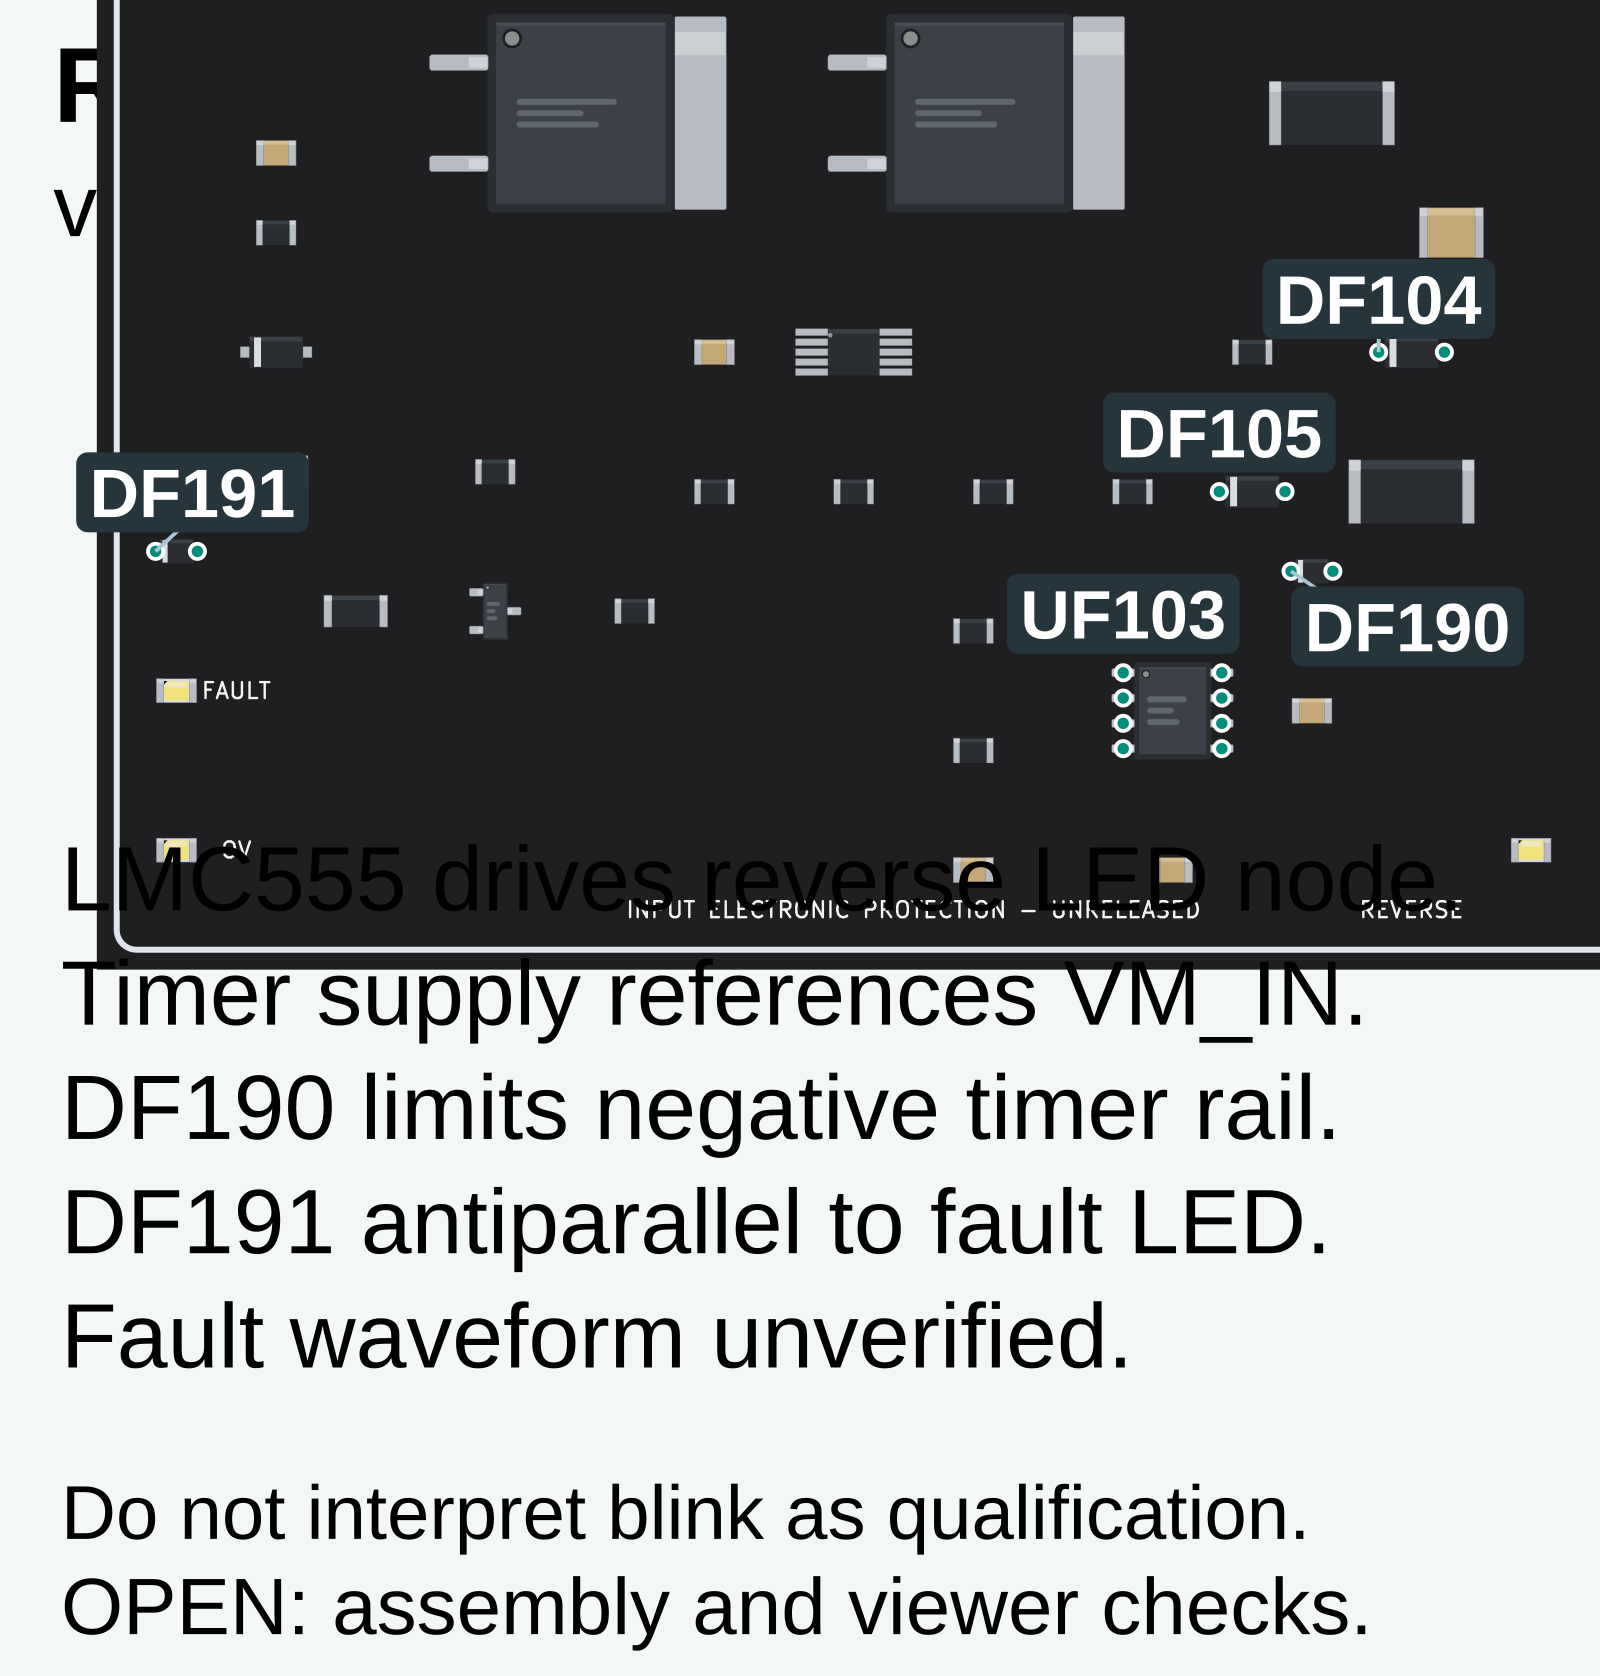 DF104
DF105
DF191
UF103
DF190
FAULT
OV
LMC555 drives reverse LED node.
INPUT ELECTRONIC PROTECTION – UNRELEASED
REVERSE
Timer supply references VM_IN.
DF190 limits negative timer rail.
DF191 antiparallel to fault LED.
Fault waveform unverified.
Do not interpret blink as qualification.
OPEN: assembly and viewer checks.